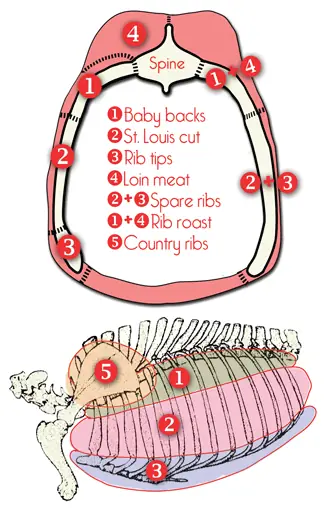 4
Spine
1
1 + 4
1 Baby backs
2 St. Louis cut
3 Rib tips
4 Loin meat
2 + 3 Spare ribs
1 + 4 Rib roast
5 Country ribs
2
2 + 3
3
5
1
2
3